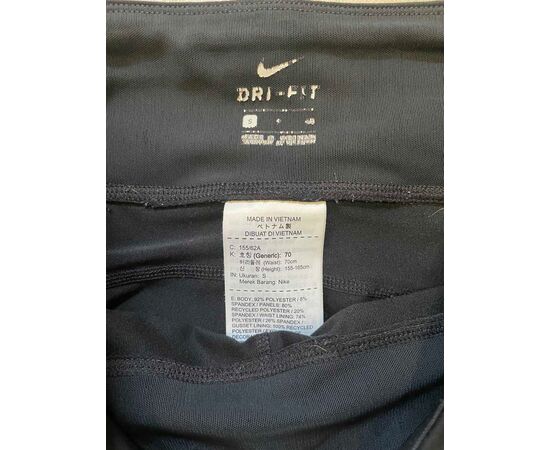 DRI-FIT
S
MADE IN VIETNAM
ベトナム製
DIBUAT DI VIETNAM
C: 155/62A
K: 호칭 (Generic): 70
허리둘레 (Waist): 70cm
신 장 (Height): 155-165cm
IN: Ukuran: S
Merek Barang: Nike
E: BODY: 92% POLYESTER / 8%
SPANDEX / PANELS: 80%
RECYCLED POLYESTER / 20%
SPANDEX / WAIST LINING: 74%
POLYESTER / 26% SPANDEX /
GUSSET LINING: 100% RECYCLED
POLYESTER